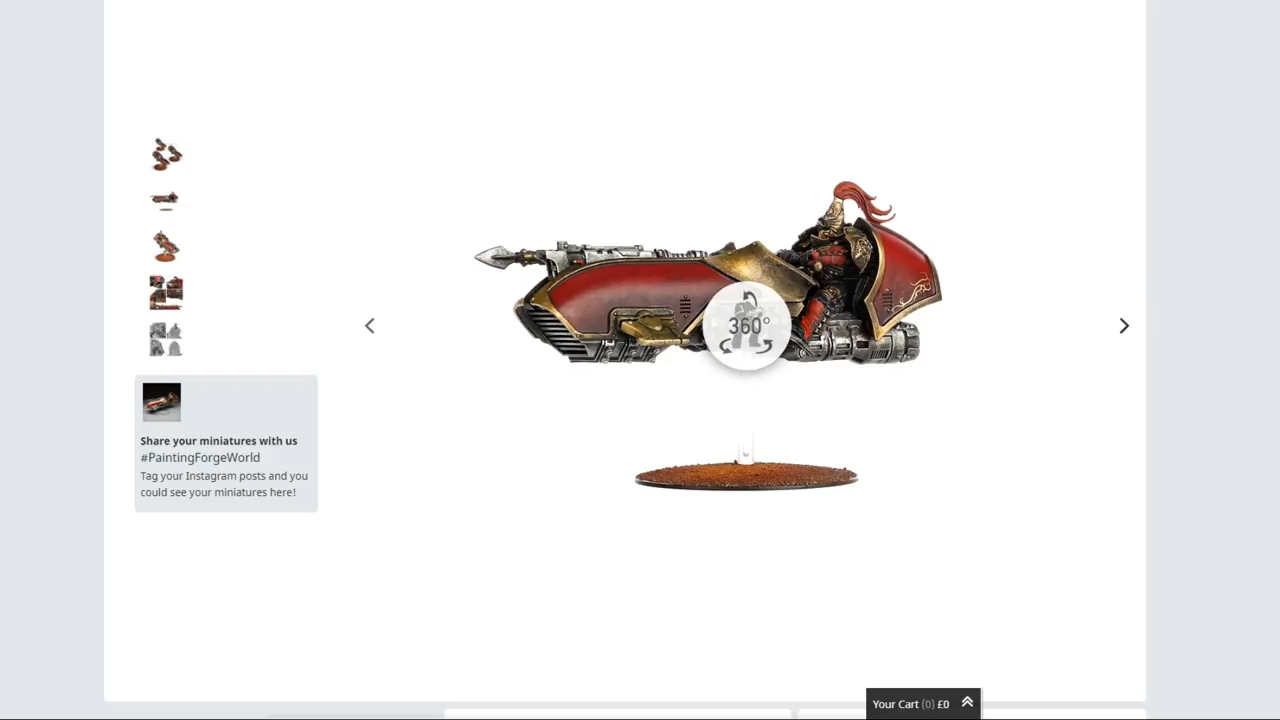 360°
Share your miniatures with us
#PaintingForgeWorld
Tag your Instagram posts and you
could see your miniatures here!
Your Cart (0) £0